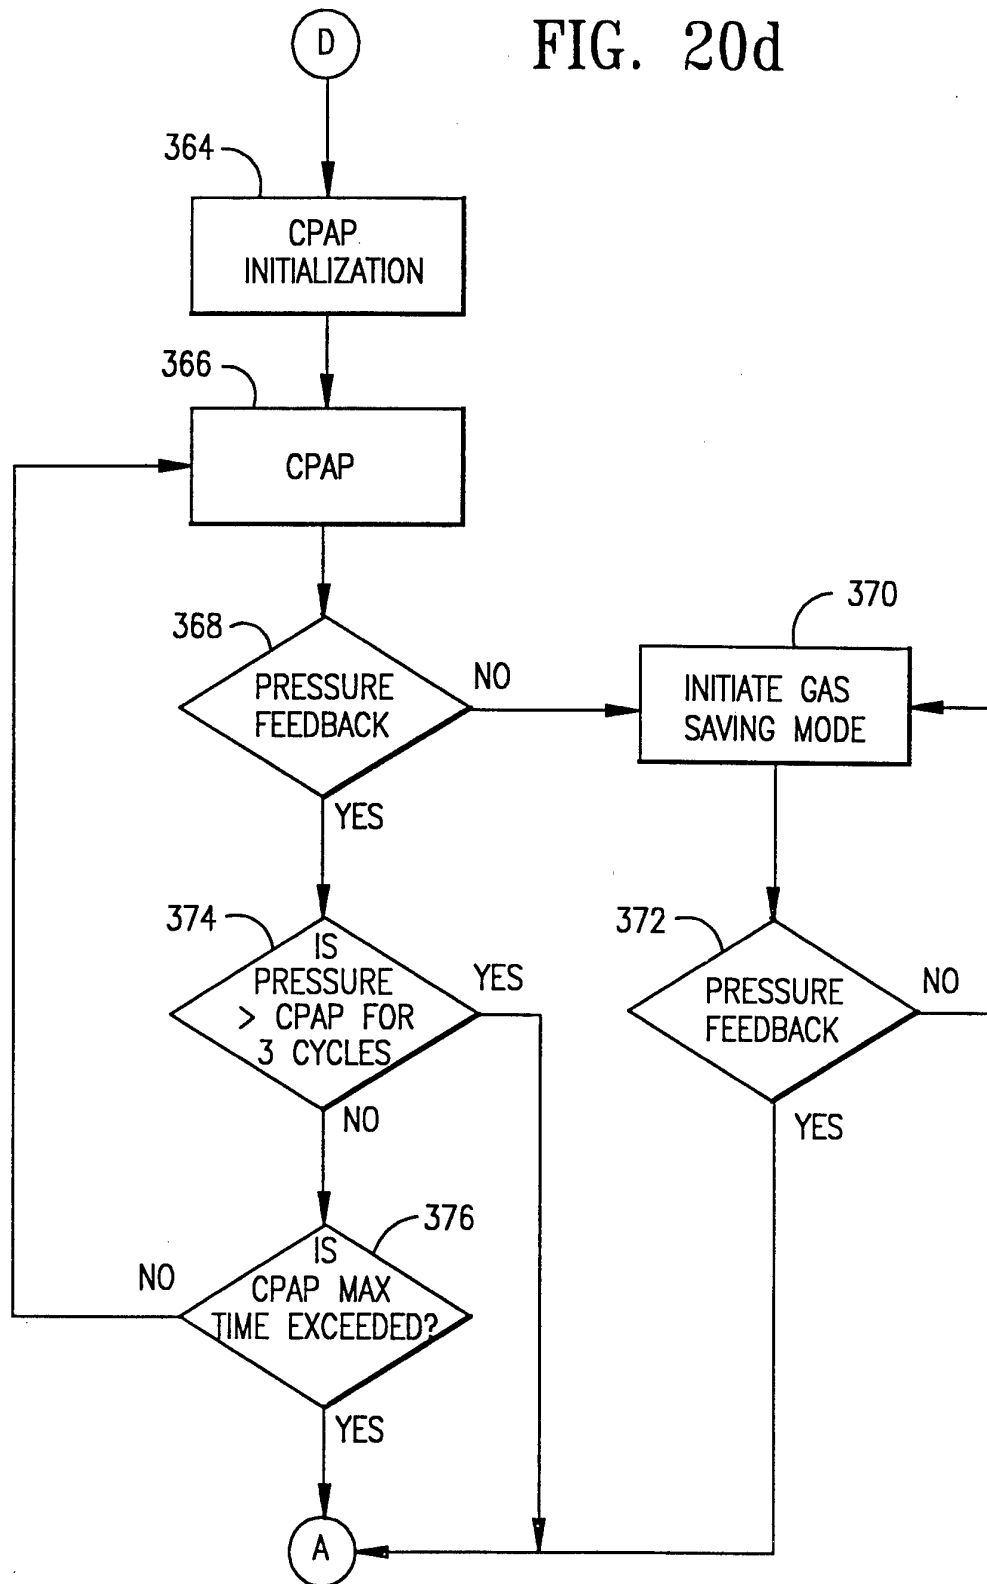 D
FIG. 20d
364
CPAP
INITIALIZATION
366
CPAP
368
PRESSURE
FEEDBACK
NO
YES
370
INITIATE GAS
SAVING MODE
374
IS
PRESSURE
> CPAP FOR
3 CYCLES
YES
NO
372
PRESSURE
FEEDBACK
NO
YES
376
IS
CPAP MAX
TIME EXCEEDED?
NO
YES
A